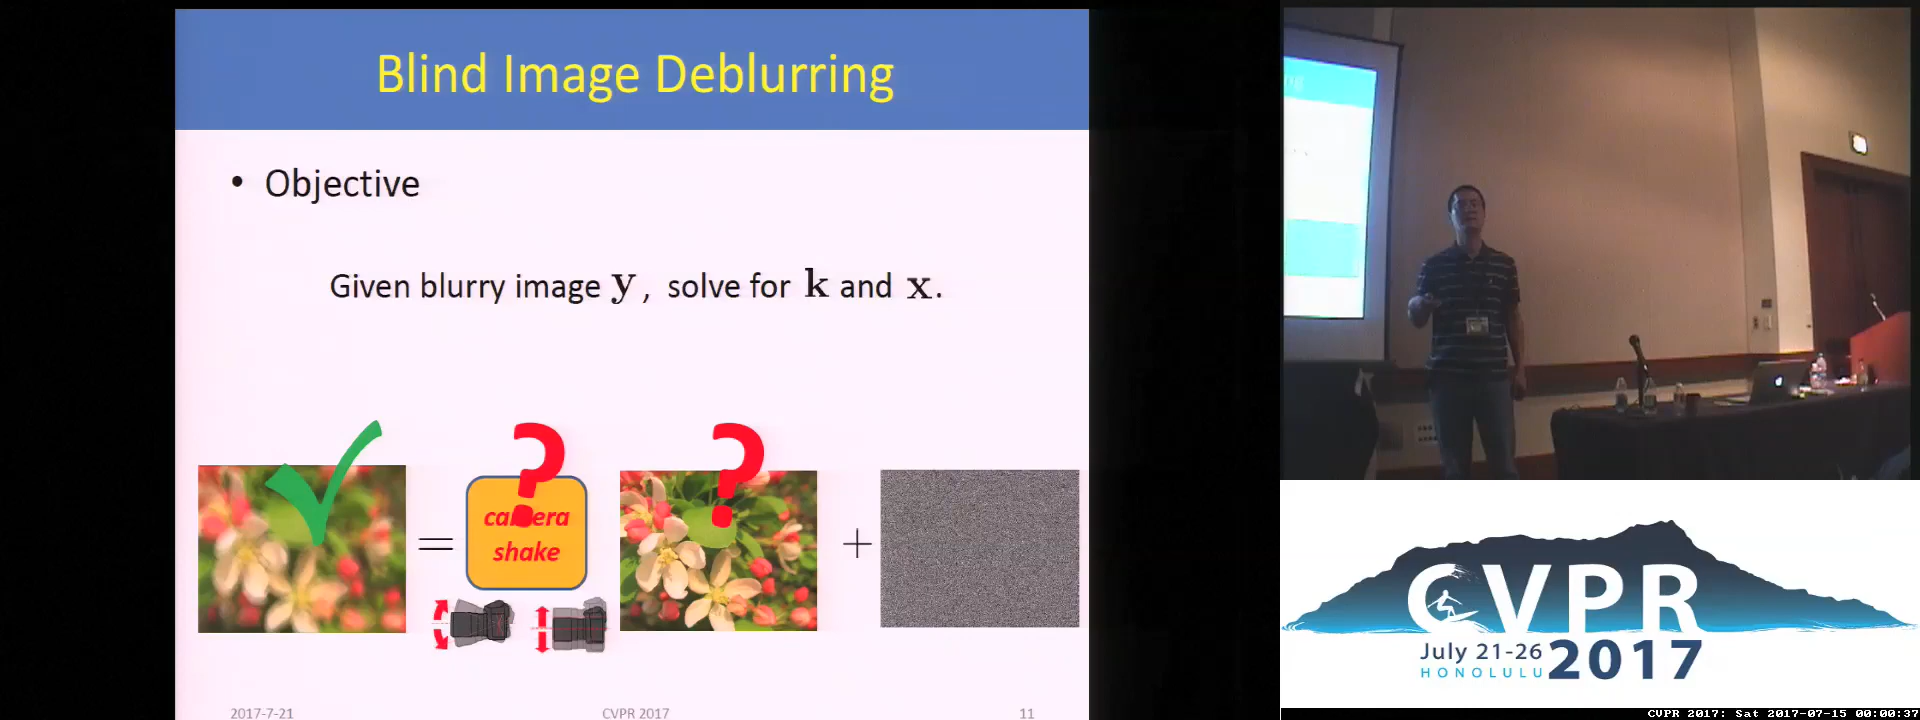 Blind Image Deblurring
• Objective
Given blurry image y, solve for k and x.
?
?
camera
shake
=
+
2017-7-21
CVPR 2017
11
CVPR
July 21-26
HONOLULU
2017
CVPR 2017: Sat 2017-07-15 00:00:37